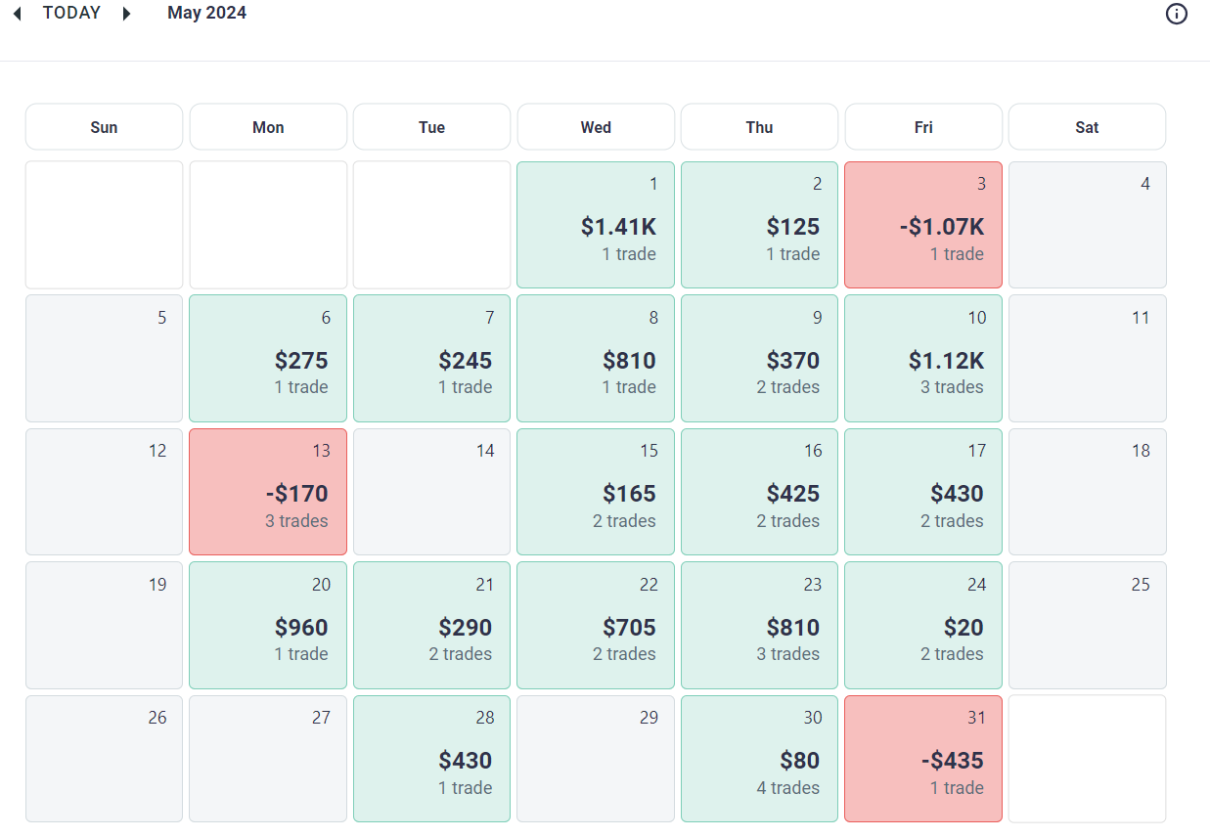 TODAY May 2024
Sun Mon Tue Wed Thu Fri Sat
1 2 3 4
$1.41K $125 -$1.07K
1 trade 1 trade 1 trade
5 6 7 8 9 10 11
$275 $245 $810 $370 $1.12K
1 trade 1 trade 1 trade 2 trades 3 trades
12 13 14 15 16 17 18
-$170 $165 $425 $430
3 trades 2 trades 2 trades 2 trades
19 20 21 22 23 24 25
$960 $290 $705 $810 $20
1 trade 2 trades 2 trades 3 trades 2 trades
26 27 28 29 30 31
$430 $80 -$435
1 trade 4 trades 1 trade